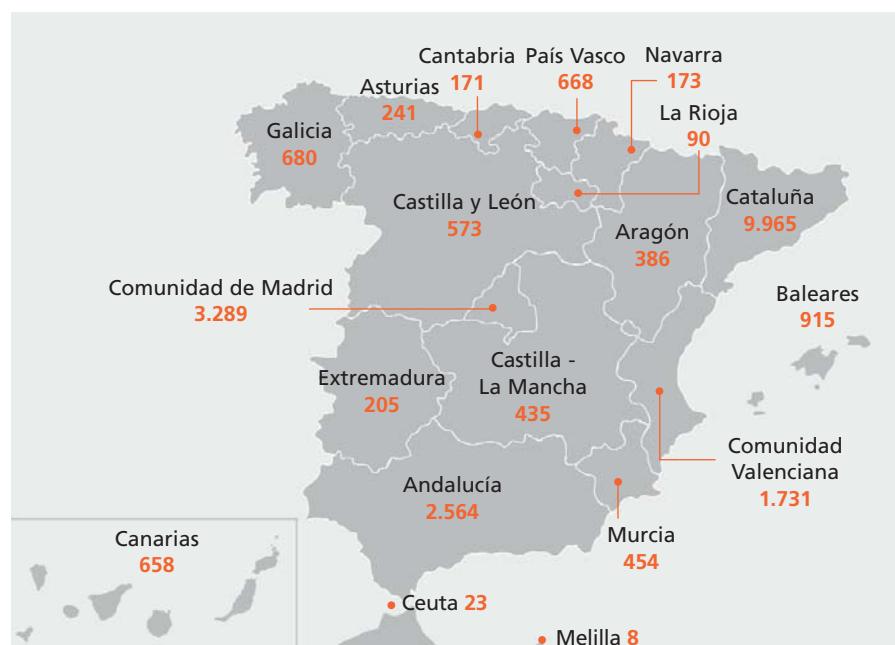 Cantabria
171
País Vasco
668
Navarra
173
Asturias
241
La Rioja
90
Galicia
680
Castilla y León
573
Aragón
386
Cataluña
9.965
Comunidad de Madrid
3.289
Baleares
915
Extremadura
205
Castilla -
La Mancha
435
Comunidad
Valenciana
1.731
Andalucía
2.564
Murcia
454
Canarias
658
Ceuta 23
Melilla 8